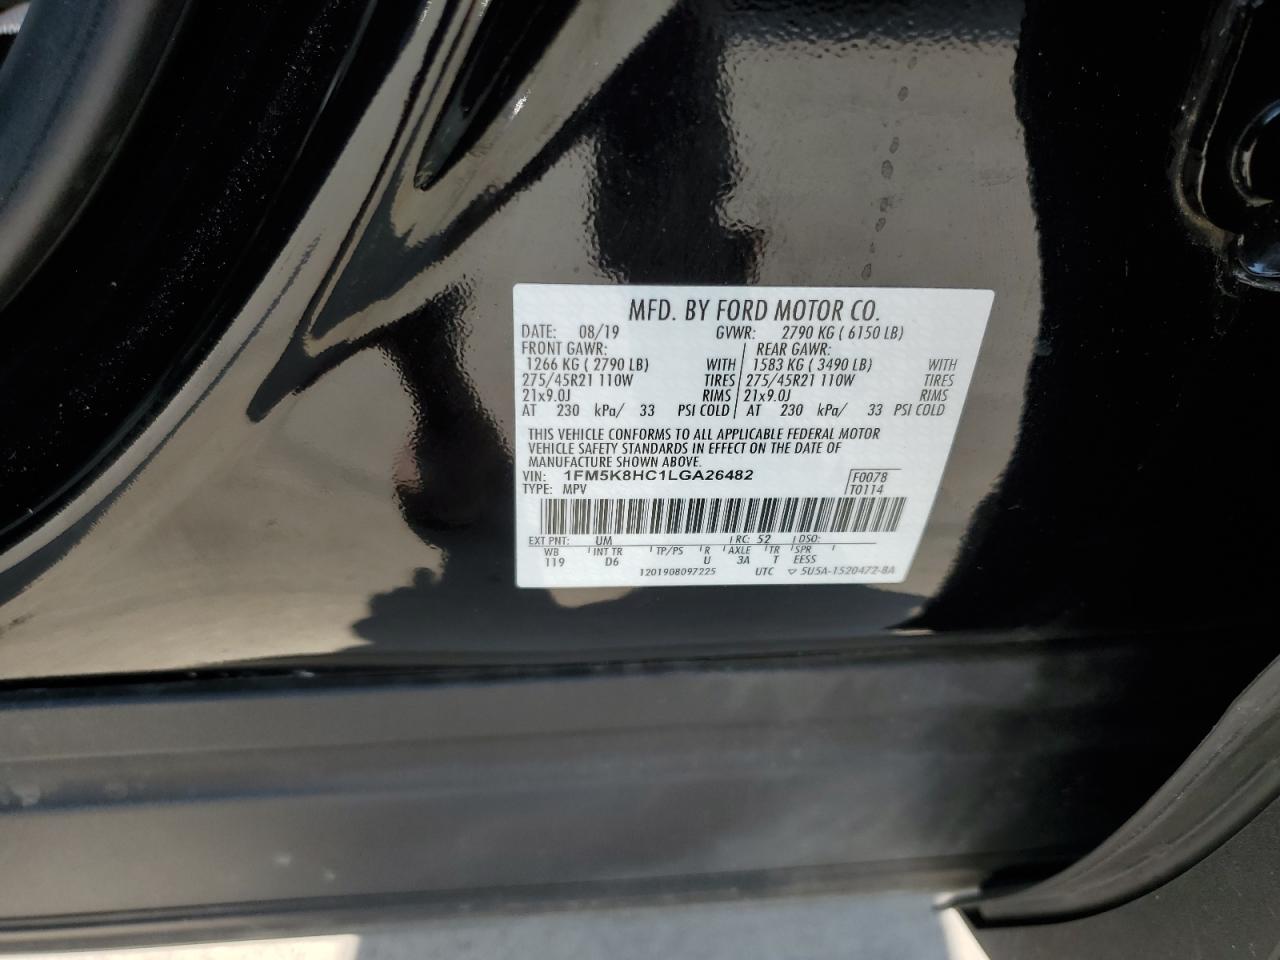 MFD. BY FORD MOTOR CO.
DATE: 08/19 GVWR: 2790 KG ( 6150 LB)
FRONT GAWR: REAR GAWR:
1266 KG ( 2790 LB) WITH 1583 KG ( 3490 LB) WITH
275/45R21 110W TIRES 275/45R21 110W TIRES
21x9.0J RIMS 21x9.0J RIMS
AT 230 kPa/ 33 PSI COLD AT 230 kPa/ 33 PSI COLD
THIS VEHICLE CONFORMS TO ALL APPLICABLE FEDERAL MOTOR
VEHICLE SAFETY STANDARDS IN EFFECT ON THE DATE OF
MANUFACTURE SHOWN ABOVE.
VIN: 1FM5K8HC1LGA26482 F0078
TYPE: MPV T0114
EXT PNT: UM RC: 52 DSO:
WB INT TR TP/PS R AXLE TR SPR
119 D6 U 3A T EESS
1201908097225 UTC 5U5A-1520472-BA